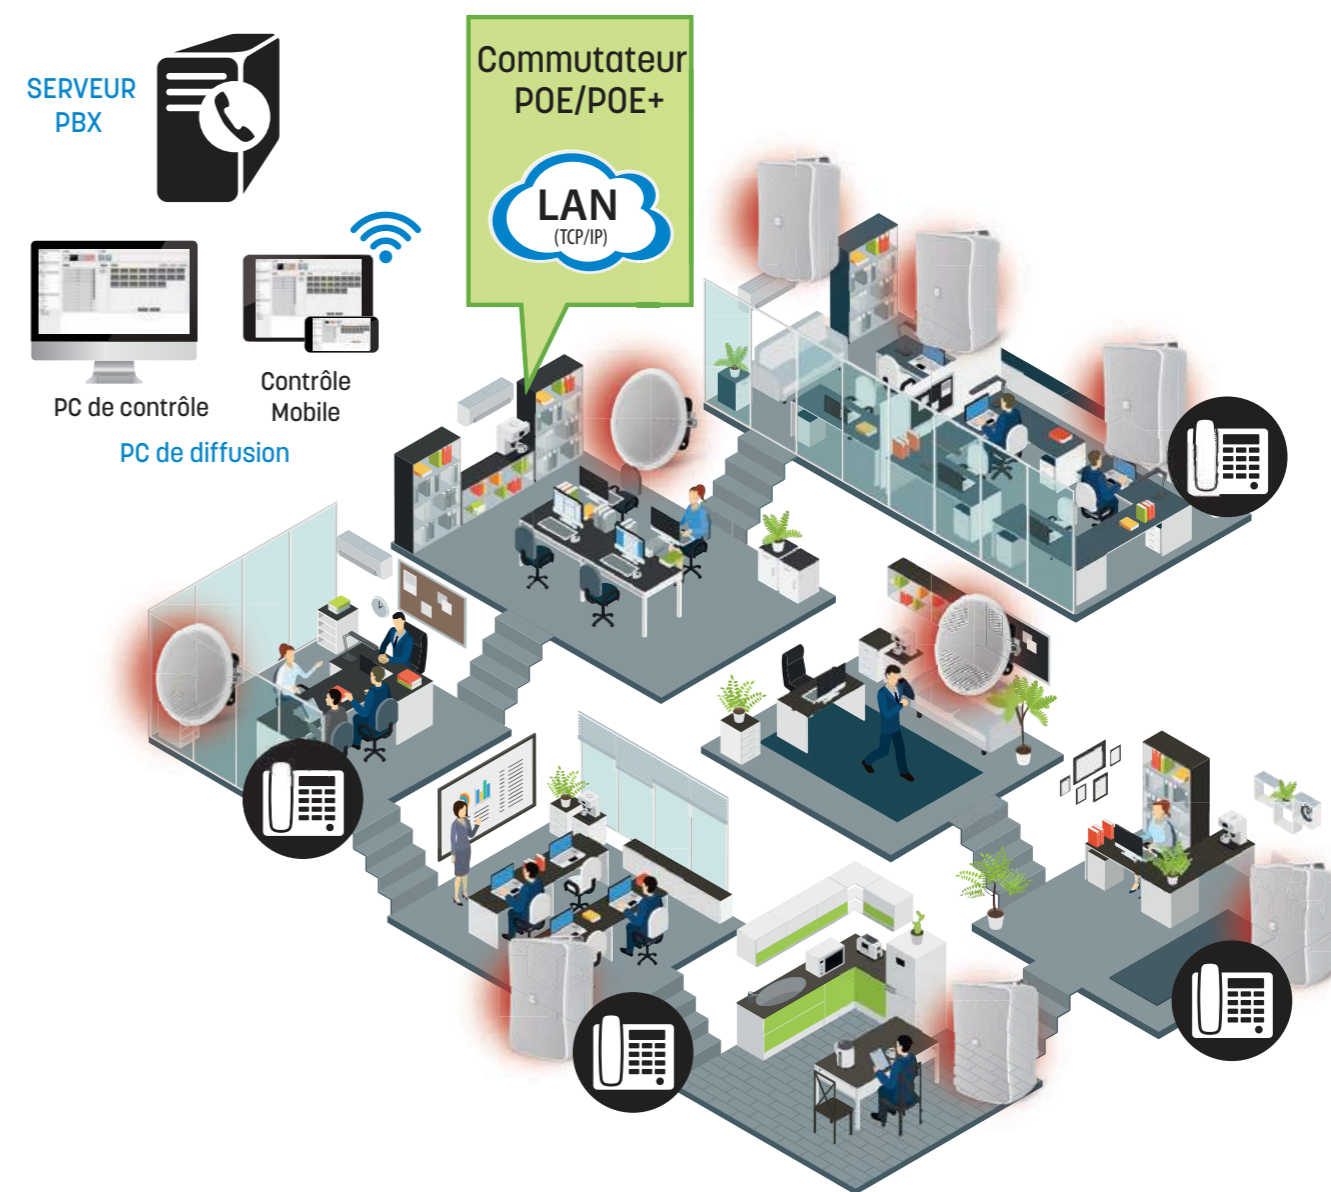 SERVEUR
PBX
Commutateur
POE/POE+
LAN
(TCP/IP)
PC de contrôle
Contrôle
Mobile
PC de diffusion